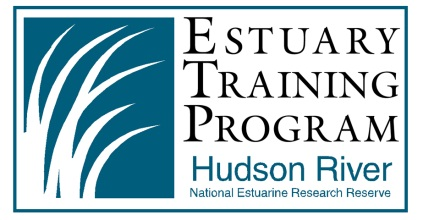 ESTUARY
TRAINING
PROGRAM
Hudson River
National Estuarine Research Reserve